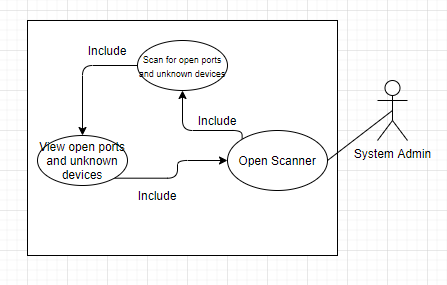 Include
Scan for open ports
and unknown devices
Include
View open ports
and unknown
devices
Open Scanner
System Admin
Include